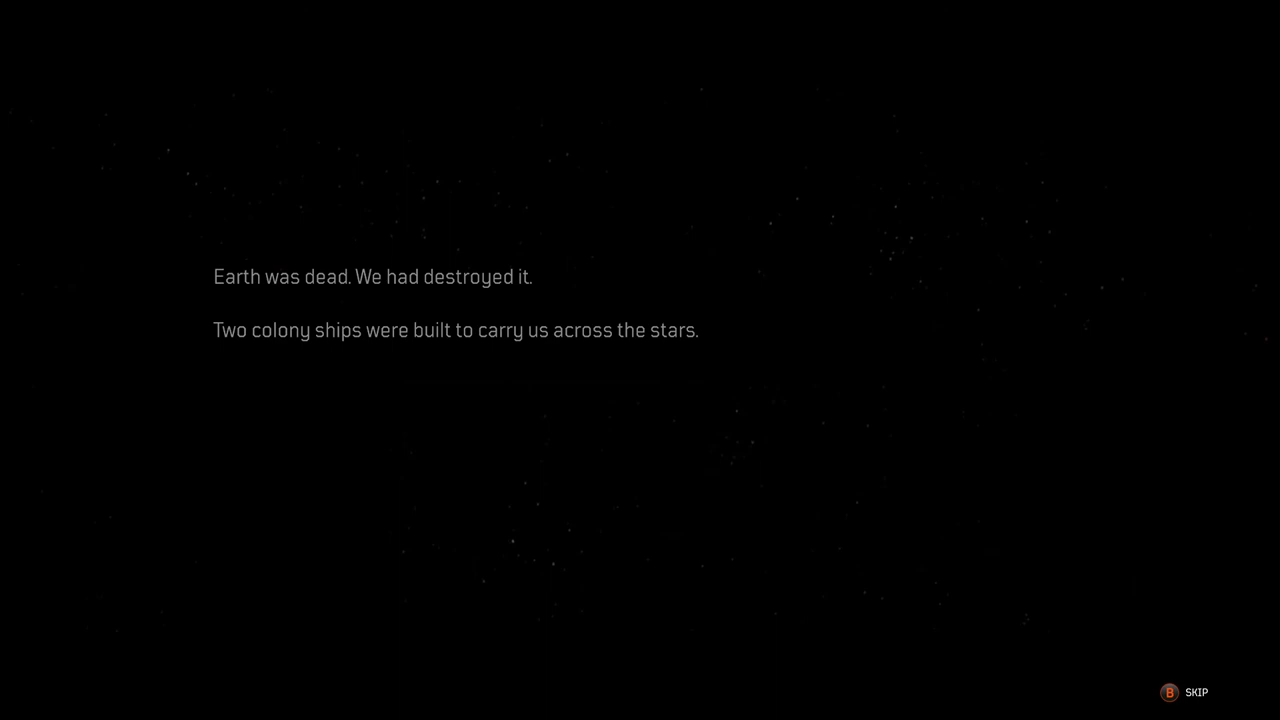 Earth was dead. We had destroyed it.
Two colony ships were built to carry us across the stars.
B SKIP